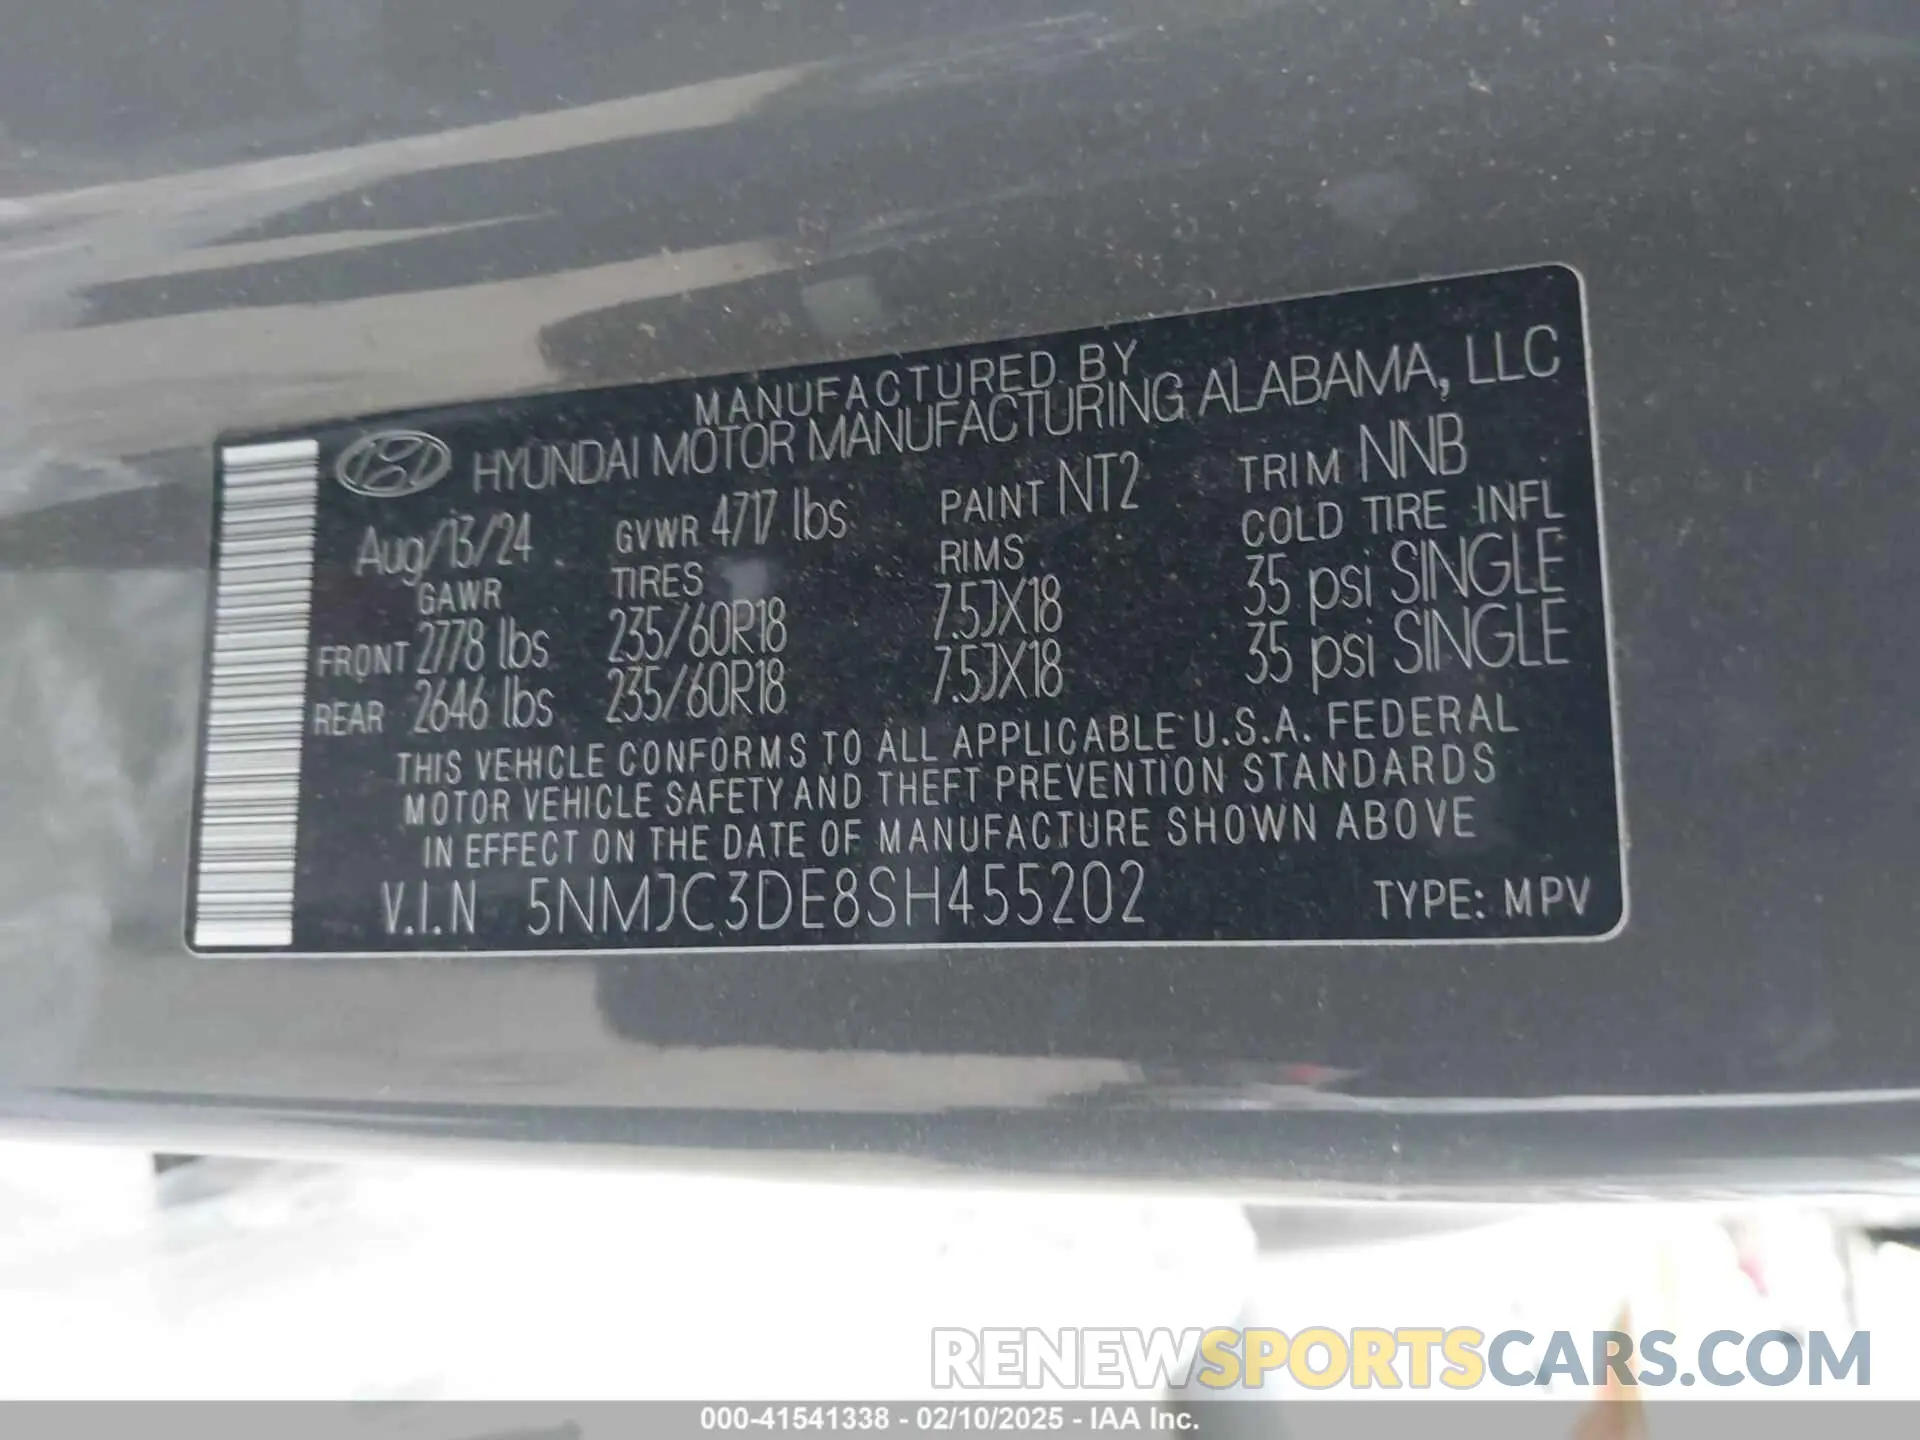 MANUFACTURED BY
HYUNDAI MOTOR MANUFACTURING ALABAMA, LLC
Aug/13/24 GVWR 4717 lbs PAINT NT2 TRIM NNB
GAWR TIRES RIMS COLD TIRE INFL
FRONT 2778 lbs 235/60R18 7.5JX18 35 psi SINGLE
REAR 2646 lbs 235/60R18 7.5JX18 35 psi SINGLE
THIS VEHICLE CONFORMS TO ALL APPLICABLE U.S.A. FEDERAL
MOTOR VEHICLE SAFETY AND THEFT PREVENTION STANDARDS
IN EFFECT ON THE DATE OF MANUFACTURE SHOWN ABOVE
V.I.N 5NMJC3DE8SH455202 TYPE: MPV
RENEWSPORTSCARS.COM
000-41541338 - 02/10/2025 - IAA Inc.